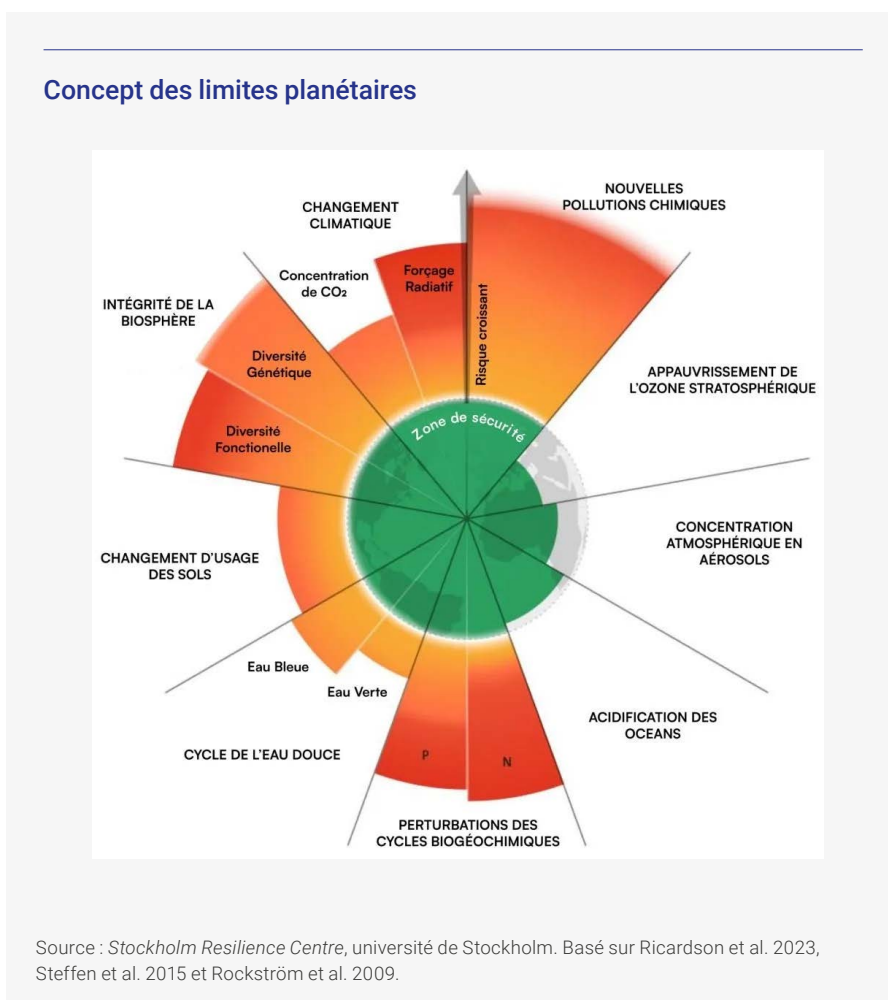 Concept des limites planétaires
CHANGEMENT
CLIMATIQUE
NOUVELLES
POLLUTIONS CHIMIQUES
Concentration
de CO₂
Forçage
Radiatif
Risque croissant
INTÉGRITÉ DE LA
BIOSPHÈRE
Diversité
Génétique
Diversité
Fonctionelle
APPAUVRISSEMENT DE
L'OZONE STRATOSPHÉRIQUE
Zone de sécurité
CHANGEMENT D'USAGE
DES SOLS
CONCENTRATION
ATMOSPHÉRIQUE EN
AÉROSOLS
Eau Bleue
Eau Verte
CYCLE DE L'EAU DOUCE
P
N
ACIDIFICATION DES
OCEANS
PERTURBATIONS DES
CYCLES BIOGÉOCHIMIQUES
Source : Stockholm Resilience Centre, université de Stockholm. Basé sur Ricardson et al. 2023,
Steffen et al. 2015 et Rockström et al. 2009.